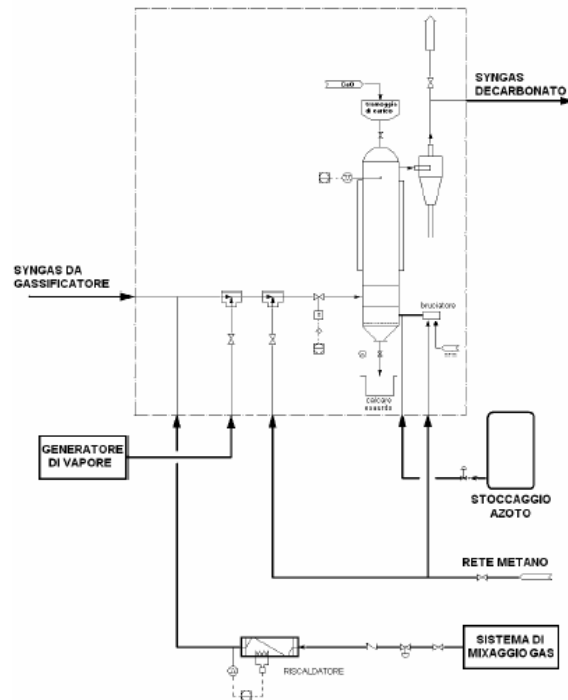 CaO
tramoggia
di carico
SYNGAS
DECARBONATO
SYNGAS DA
GASSIFICATORE
bruciatore
calcare
esausto
GENERATORE
DI VAPORE
STOCCAGGIO
AZOTO
RETE METANO
SISTEMA DI
MIXAGGIO GAS
RISCALDATORE